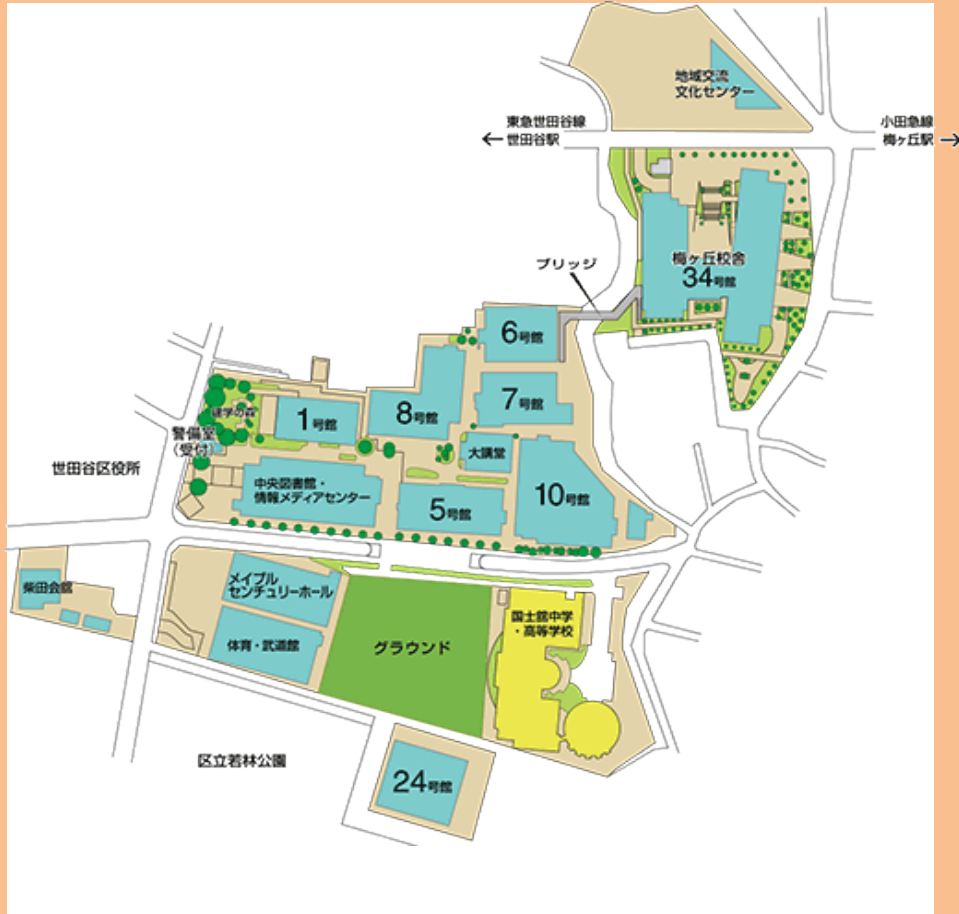 地域交流
文化センター
東急世田谷線
← 世田谷駅
小田急線
梅ヶ丘駅 →
梅ヶ丘校舎
34号館
ブリッジ
6号館
7号館
8号館
1号館
建学の森
警備室
（受付）
大講堂
世田谷区役所
中央図書館・
情報メディアセンター
5号館
10号館
柴田会館
メイプル
センチュリーホール
体育・武道館
グラウンド
国士舘中学
・高等学校
区立若林公園
24号館